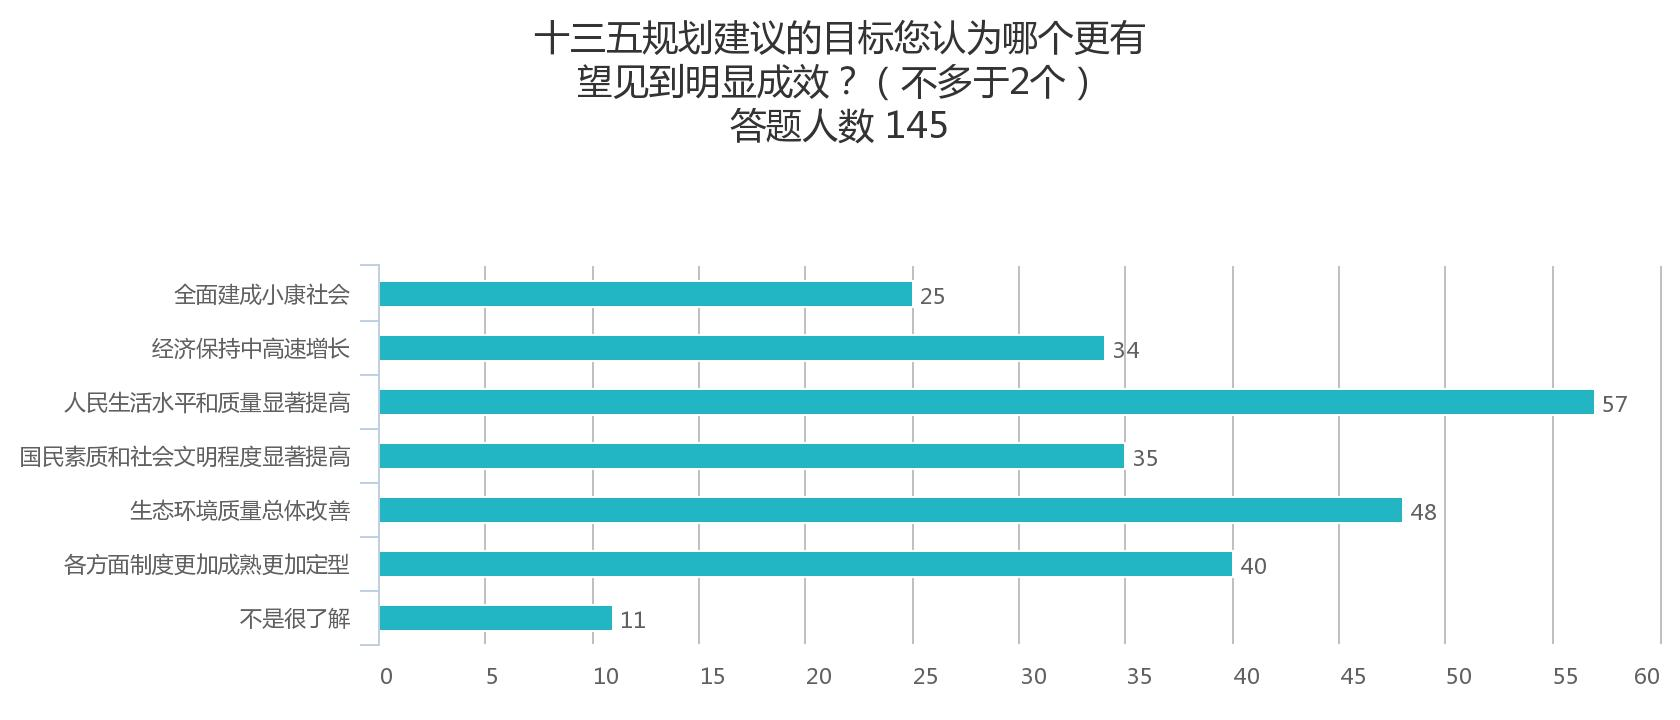 十三五规划建议的目标您认为哪个更有
望见到明显成效？（不多于2个）
答题人数 145
全面建成小康社会 25
经济保持中高速增长 34
人民生活水平和质量显著提高 57
国民素质和社会文明程度显著提高 35
生态环境质量总体改善 48
各方面制度更加成熟更加定型 40
不是很了解 11
0 5 10 15 20 25 30 35 40 45 50 55 60